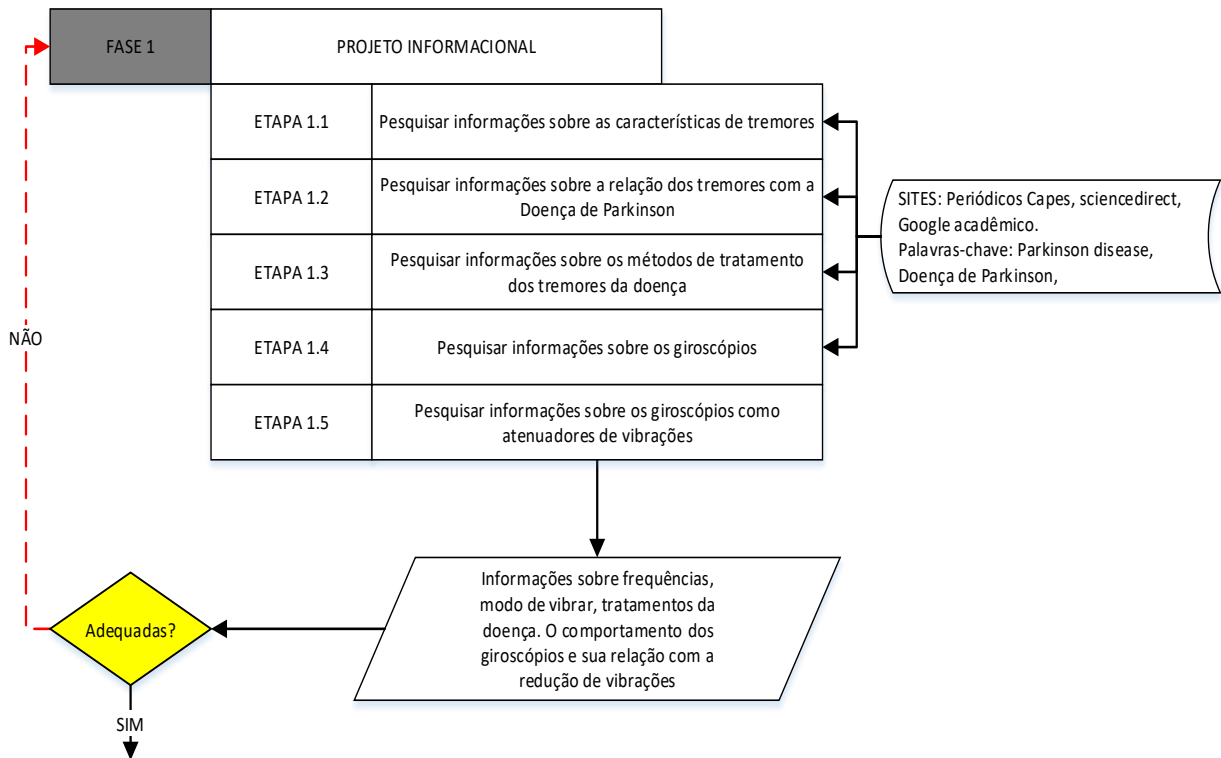 FASE 1
PROJETO INFORMACIONAL
ETAPA 1.1
Pesquisar informações sobre as características de tremores
ETAPA 1.2
Pesquisar informações sobre a relação dos tremores com a
Doença de Parkinson
ETAPA 1.3
Pesquisar informações sobre os métodos de tratamento
dos tremores da doença
ETAPA 1.4
Pesquisar informações sobre os giroscópios
ETAPA 1.5
Pesquisar informações sobre os giroscópios como
atenuadores de vibrações
SITES: Periódicos Capes, sciencedirect,
Google acadêmico.
Palavras-chave: Parkinson disease,
Doença de Parkinson,
NÃO
Informações sobre frequências,
modo de vibrar, tratamentos da
doença. O comportamento dos
giroscópios e sua relação com a
redução de vibrações
Adequadas?
SIM